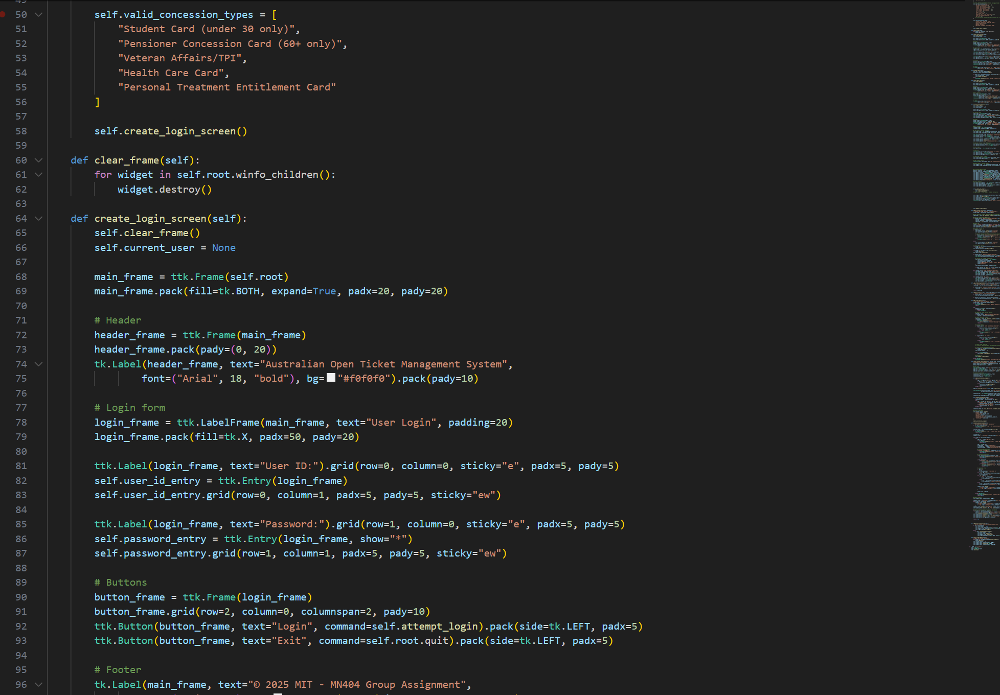 49
50 self.valid_concession_types = [
51 "Student Card (under 30 only)",
52 "Pensioner Concession Card (60+ only)",
53 "Veteran Affairs/TPI",
54 "Health Care Card",
55 "Personal Treatment Entitlement Card"
56 ]
57
58 self.create_login_screen()
59
60 def clear_frame(self):
61 for widget in self.root.winfo_children():
62 widget.destroy()
63
64 def create_login_screen(self):
65 self.clear_frame()
66 self.current_user = None
67
68 main_frame = ttk.Frame(self.root)
69 main_frame.pack(fill=tk.BOTH, expand=True, padx=20, pady=20)
70
71 # Header
72 header_frame = ttk.Frame(main_frame)
73 header_frame.pack(pady=(0, 20))
74 tk.Label(header_frame, text="Australian Open Ticket Management System",
75 font=("Arial", 18, "bold"), bg="#f0f0f0").pack(pady=10)
76
77 # Login form
78 login_frame = ttk.LabelFrame(main_frame, text="User Login", padding=20)
79 login_frame.pack(fill=tk.X, padx=50, pady=20)
80
81 ttk.Label(login_frame, text="User ID:").grid(row=0, column=0, sticky="e", padx=5, pady=5)
82 self.user_id_entry = ttk.Entry(login_frame)
83 self.user_id_entry.grid(row=0, column=1, padx=5, pady=5, sticky="ew")
84
85 ttk.Label(login_frame, text="Password:").grid(row=1, column=0, sticky="e", padx=5, pady=5)
86 self.password_entry = ttk.Entry(login_frame, show="*")
87 self.password_entry.grid(row=1, column=1, padx=5, pady=5, sticky="ew")
88
89 # Buttons
90 button_frame = ttk.Frame(login_frame)
91 button_frame.grid(row=2, column=0, columnspan=2, pady=10)
92 ttk.Button(button_frame, text="Login", command=self.attempt_login).pack(side=tk.LEFT, padx=5)
93 ttk.Button(button_frame, text="Exit", command=self.root.quit).pack(side=tk.LEFT, padx=5)
94
95 # Footer
96 tk.Label(main_frame, text="© 2025 MIT - MN404 Group Assignment",